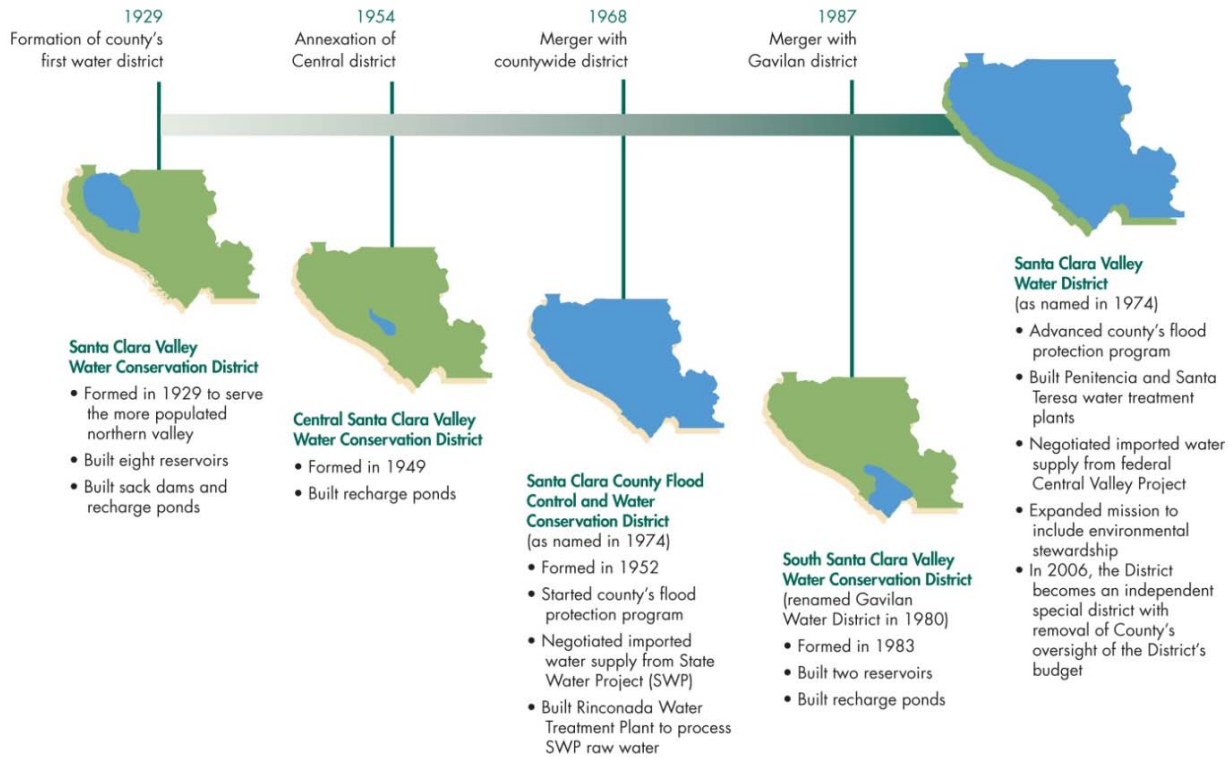 1929
Formation of county's
first water district
1954
Annexation of
Central district
1968
Merger with
countywide district
1987
Merger with
Gavilan district
Santa Clara Valley
Water Conservation District
• Formed in 1929 to serve
the more populated
northern valley
• Built eight reservoirs
• Built sack dams and
recharge ponds
Central Santa Clara Valley
Water Conservation District
• Formed in 1949
• Built recharge ponds
Santa Clara County Flood
Control and Water
Conservation District
(as named in 1974)
• Formed in 1952
• Started county's flood
protection program
• Negotiated imported
water supply from State
Water Project (SWP)
• Built Rinconada Water
Treatment Plant to process
SWP raw water
South Santa Clara Valley
Water Conservation District
(renamed Gavilan
Water District in 1980)
• Formed in 1983
• Built two reservoirs
• Built recharge ponds
Santa Clara Valley
Water District
(as named in 1974)
• Advanced county's flood
protection program
• Built Penitencia and Santa
Teresa water treatment
plants
• Negotiated imported water
supply from federal
Central Valley Project
• Expanded mission to
include environmental
stewardship
• In 2006, the District
becomes an independent
special district with
removal of County's
oversight of the District's
budget